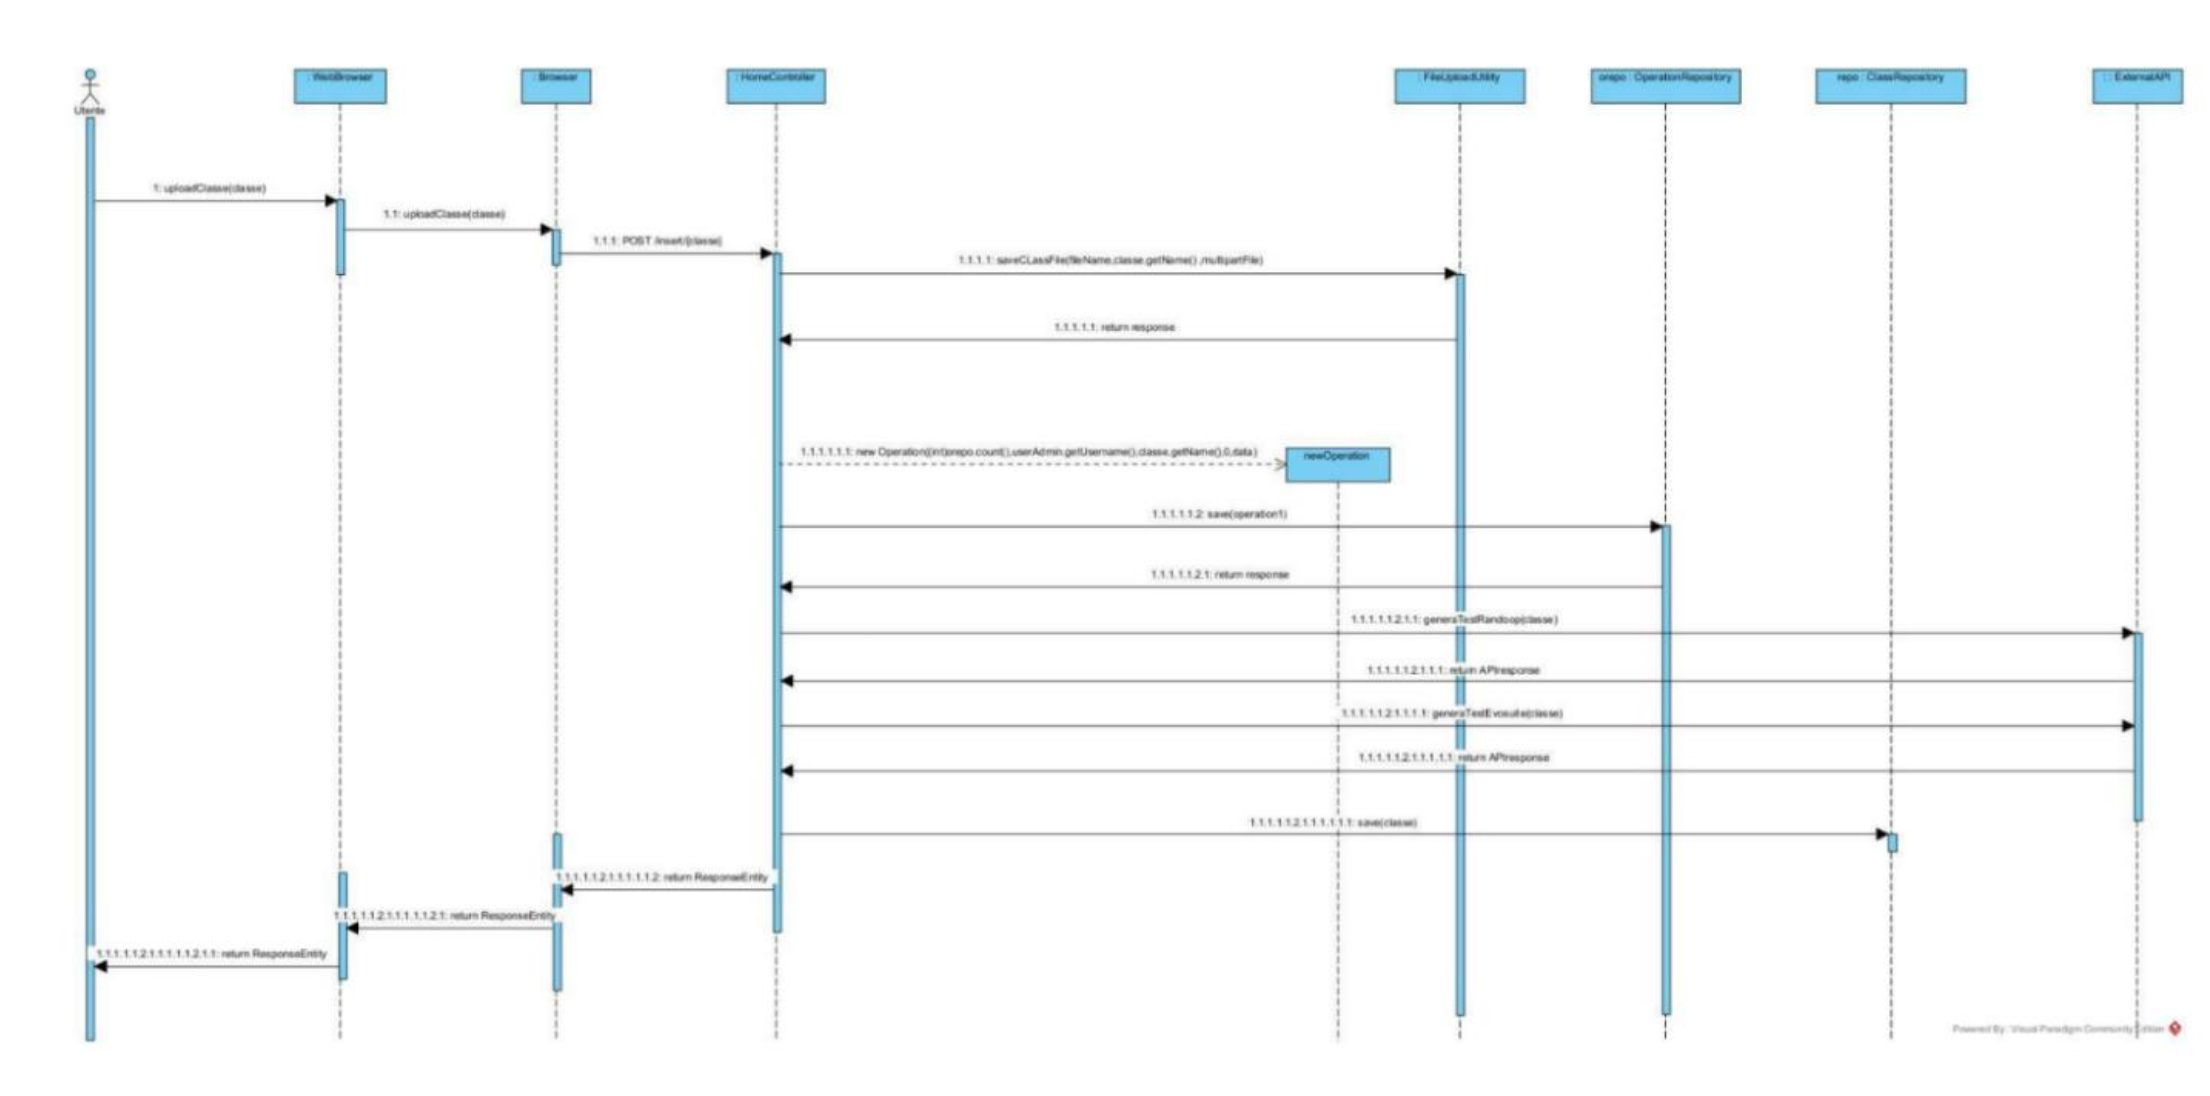 : WebBrowser
: Browser
: HomeController
: FileUploadUtility
orepo : OperationRepository
repo : ClassRepository
: ExternalAPI
Utente
1: uploadClasse(classe)
1.1: uploadClasse(classe)
1.1.1: POST /insert/{classe}
1.1.1.1: saveCLassFile(fileName,classe.getName() ,multipartFile)
1.1.1.1.1: return response
1.1.1.1.1.1: new Operation((int)orepo.count(),userAdmin.getUsername(),classe.getName(),0,data)
newOperation
1.1.1.1.1.2: save(operation1)
1.1.1.1.1.2.1: return response
1.1.1.1.1.2.1.1: generaTestRandoop(classe)
1.1.1.1.1.2.1.1.1: return APIresponse
1.1.1.1.1.2.1.1.1.1: generaTestEvosuite(classe)
1.1.1.1.1.2.1.1.1.1.1: return APIresponse
1.1.1.1.1.2.1.1.1.1.1.1: save(classe)
1.1.1.1.1.2.1.1.1.1.1.2: return ResponseEntity
1.1.1.1.1.2.1.1.1.1.1.2.1: return ResponseEntity
1.1.1.1.1.2.1.1.1.1.1.2.1.1: return ResponseEntity
Powered By: Visual Paradigm Community Edition